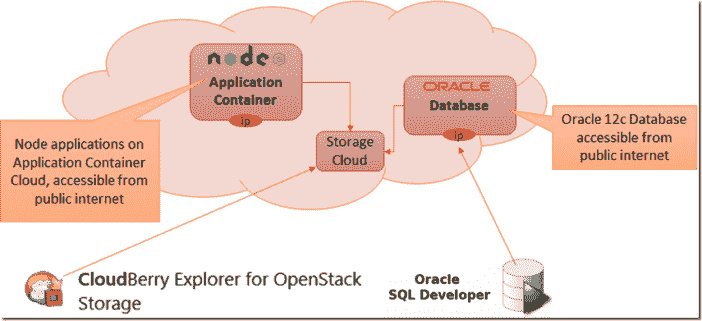 node
Application
Container
ip
ORACLE
Database
ip
Storage
Cloud
Node applications on
Application Container
Cloud, accessible from
public internet
Oracle 12c Database
accessible from
public internet
CloudBerry Explorer for OpenStack
Storage
Oracle
SQL Developer